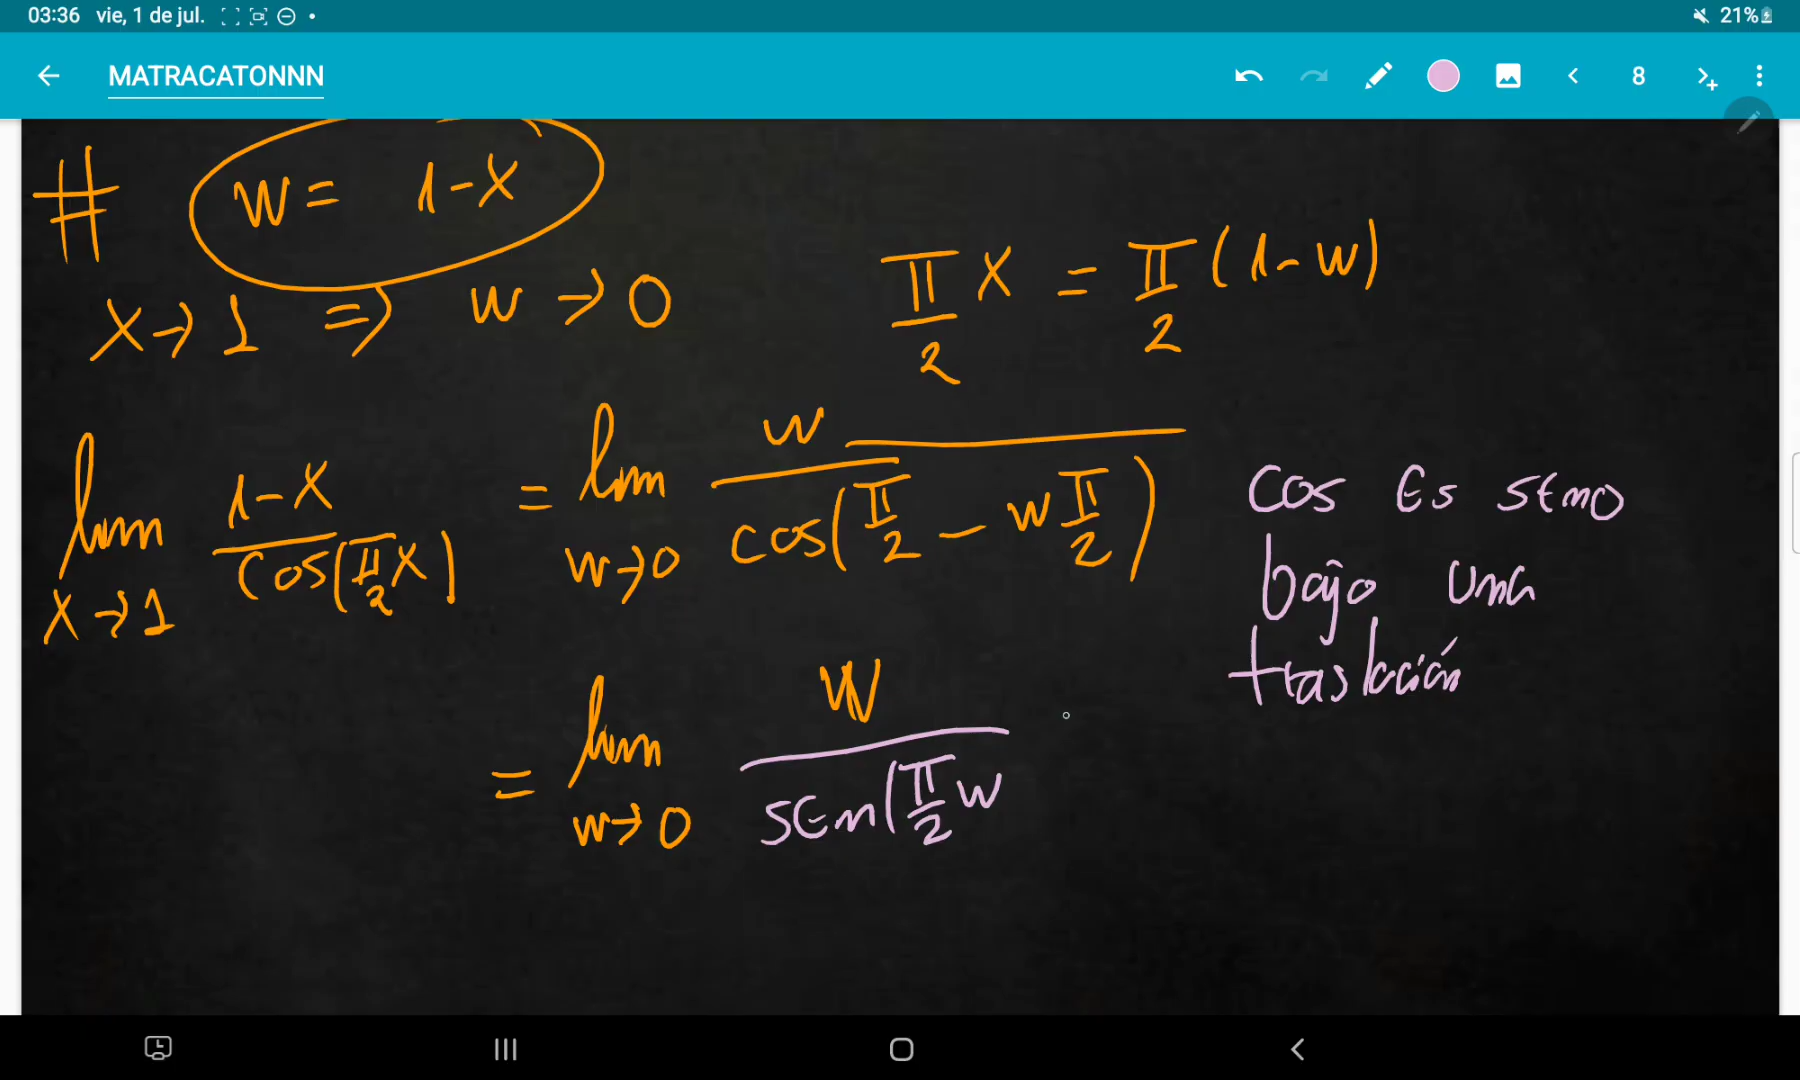 03:36 vie, 1 de jul.
21%
MATRACATONNN
8
# w = 1-x
x→1 ⇒ w→0
π/2 x = π/2 (1-w)
lim x→1 1-x / cos(π/2 x) = lim w→0 w / cos(π/2 - w π/2)
cos Es sEno
bajo una
traslación
= lim w→0 w / sEn(π/2 w